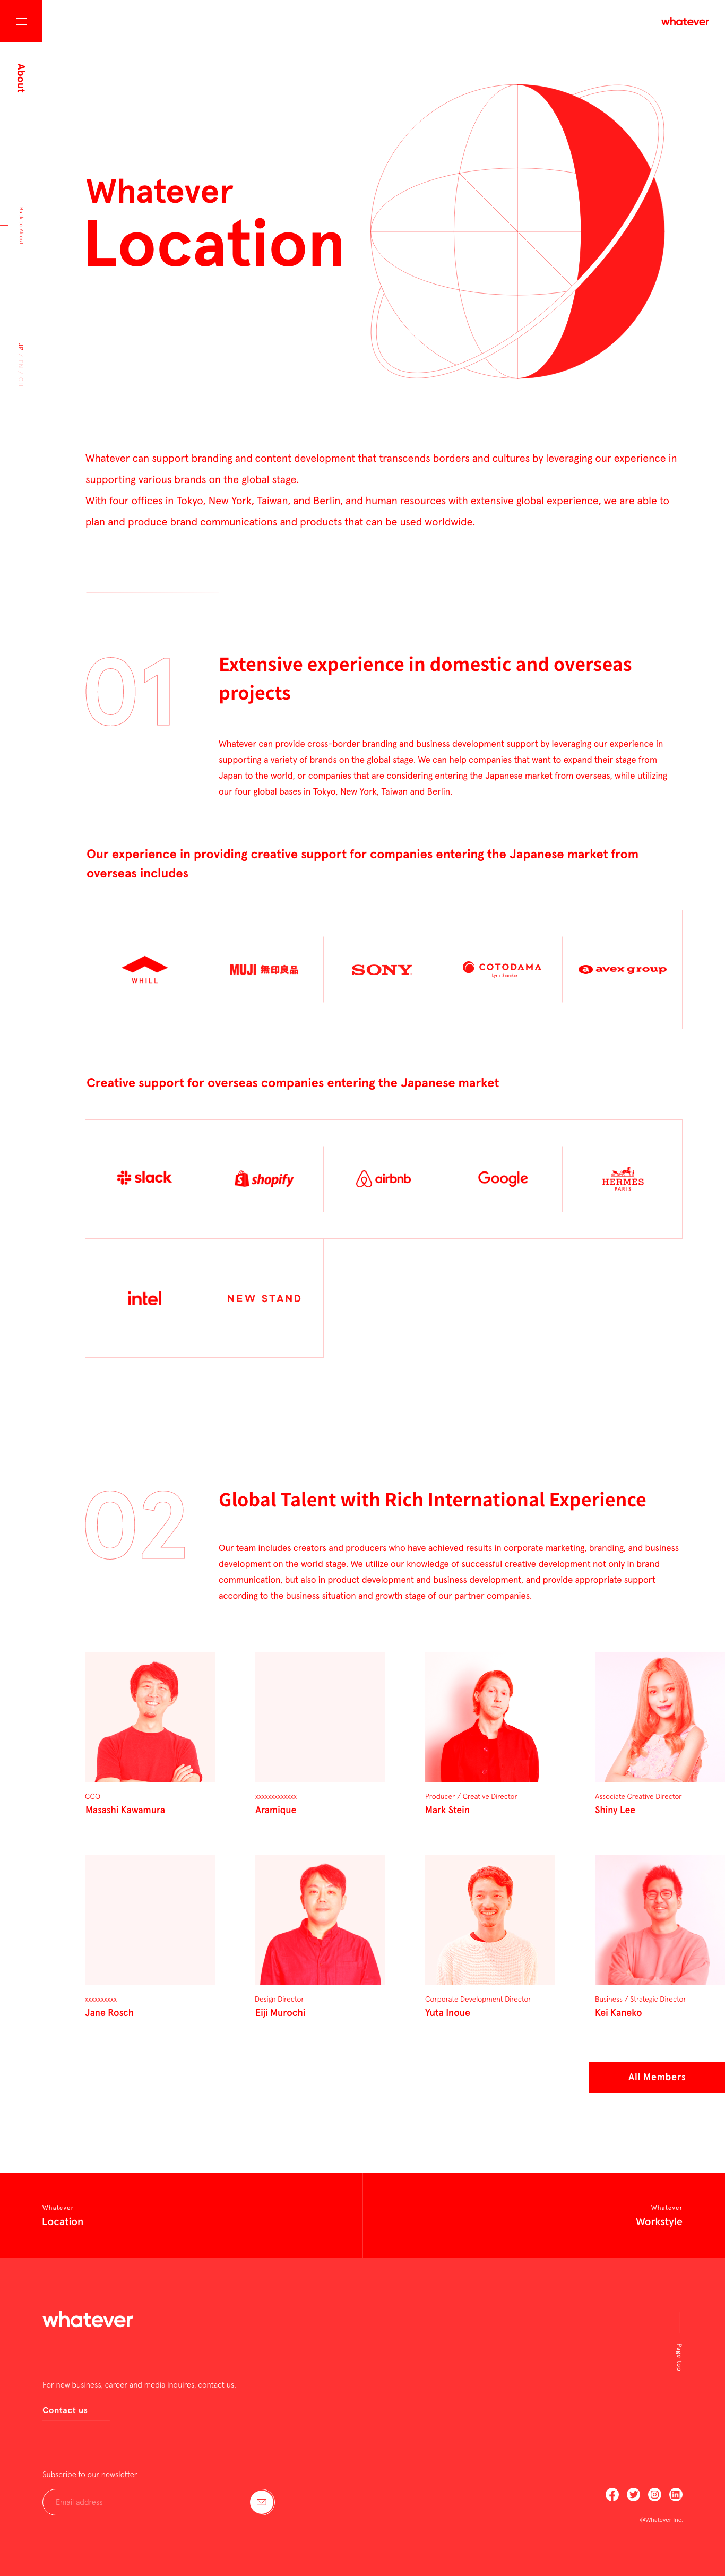 whatever
About
Back to About
JP / EN / CH
Whatever
Location
Whatever can support branding and content development that transcends borders and cultures by leveraging our experience in
supporting various brands on the global stage.
With four offices in Tokyo, New York, Taiwan, and Berlin, and human resources with extensive global experience, we are able to
plan and produce brand communications and products that can be used worldwide.
01
Extensive experience in domestic and overseas
projects
Whatever can provide cross-border branding and business development support by leveraging our experience in
supporting a variety of brands on the global stage. We can help companies that want to expand their stage from
Japan to the world, or companies that are considering entering the Japanese market from overseas, while utilizing
our four global bases in Tokyo, New York, Taiwan and Berlin.
Our experience in providing creative support for companies entering the Japanese market from
overseas includes
WHILL
MUJI 無印良品
SONY
COTODAMA
Lyric Speaker
avex group
Creative support for overseas companies entering the Japanese market
slack
shopify
airbnb
Google
HERMÈS
PARIS
intel
NEW STAND
02
Global Talent with Rich International Experience
Our team includes creators and producers who have achieved results in corporate marketing, branding, and business
development on the world stage. We utilize our knowledge of successful creative development not only in brand
communication, but also in product development and business development, and provide appropriate support
according to the business situation and growth stage of our partner companies.
CCO
Masashi Kawamura
xxxxxxxxxxxxx
Aramique
Producer / Creative Director
Mark Stein
Associate Creative Director
Shiny Lee
xxxxxxxxxx
Jane Rosch
Design Director
Eiji Murochi
Corporate Development Director
Yuta Inoue
Business / Strategic Director
Kei Kaneko
All Members
Whatever
Location
Whatever
Workstyle
whatever
Page top
For new business, career and media inquires, contact us.
Contact us
Subscribe to our newsletter
Email address
@Whatever Inc.